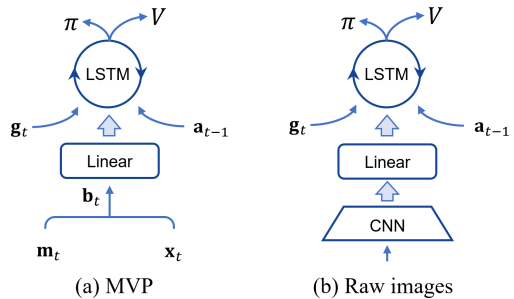 π V
LSTM
g_t a_{t−1}
Linear
b_t
m_t x_t
(a) MVP
π V
LSTM
g_t a_{t−1}
Linear
CNN
(b) Raw images